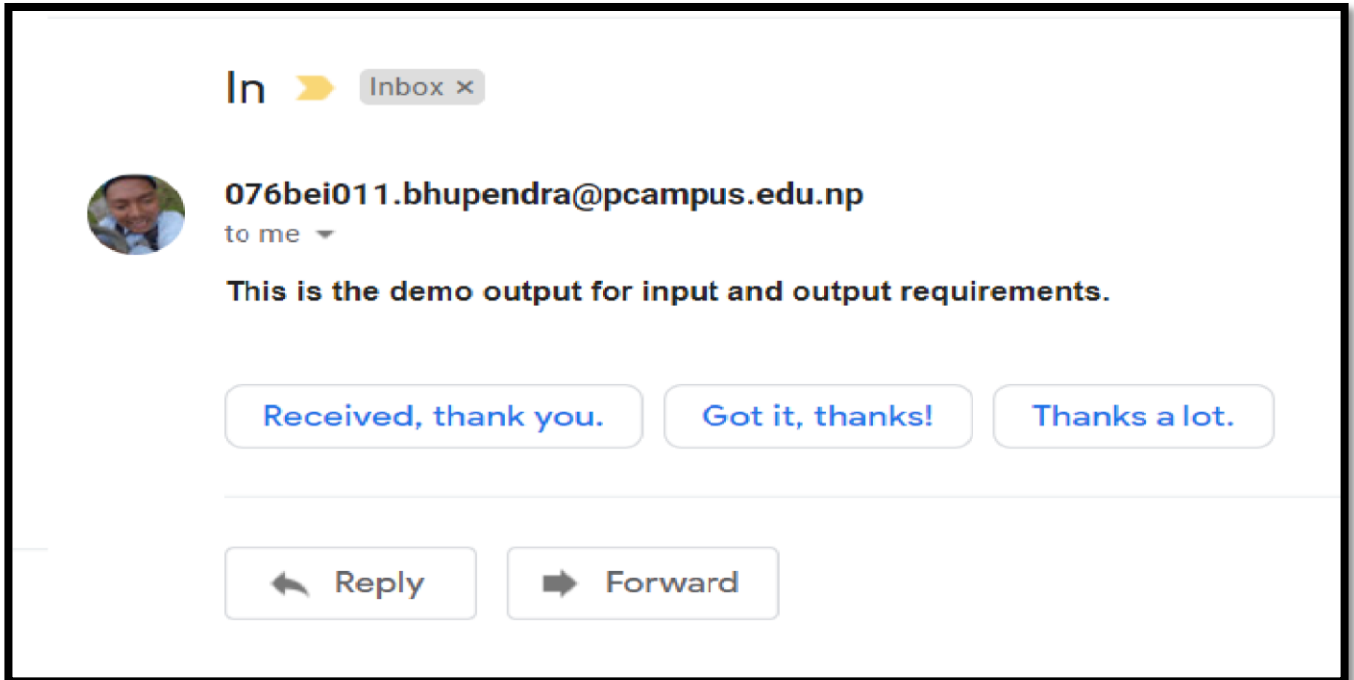 In Inbox ×
076bei011.bhupendra@pcampus.edu.np
to me
This is the demo output for input and output requirements.
Received, thank you. Got it, thanks! Thanks a lot.
Reply Forward